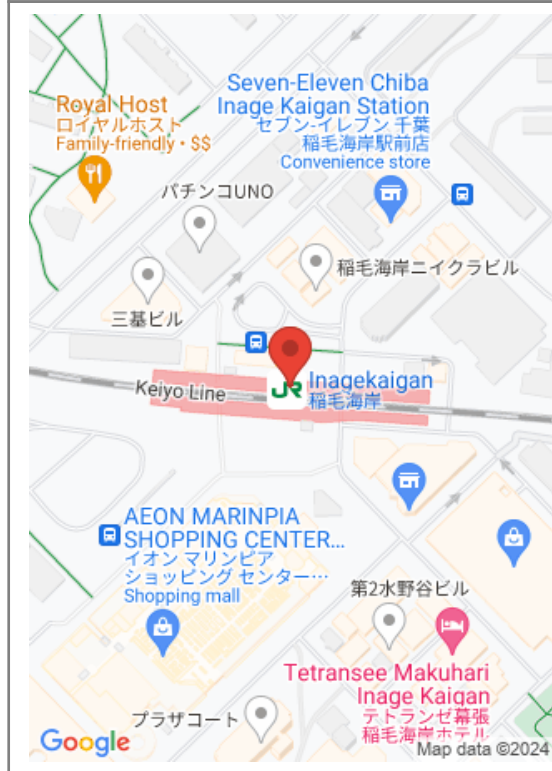 Seven-Eleven Chiba
Inage Kaigan Station
セブン-イレブン 千葉
稲毛海岸駅前店
Convenience store
Royal Host
ロイヤルホスト
Family-friendly • $$
パチンコUNO
稲毛海岸ニイクラビル
三基ビル
Keiyo Line
JR
Inagekaigan
稲毛海岸
AEON MARINPIA
SHOPPING CENTER...
イオン マリンピア
ショッピング センター…
Shopping mall
第2水野谷ビル
Tetransee Makuhari
Inage Kaigan
テトランゼ幕張
稲毛海岸ホテル
プラザコート
Google
Map data ©2024